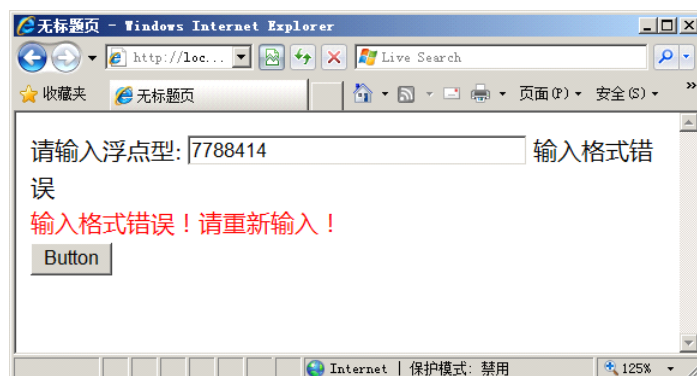 无标题页 - Windows Internet Explorer
http://loc... Live Search
收藏夹 无标题页 页面(P) 安全(S) »
请输入浮点型: 7788414 输入格式错
误
输入格式错误！请重新输入！
Button
Internet | 保护模式: 禁用 125%